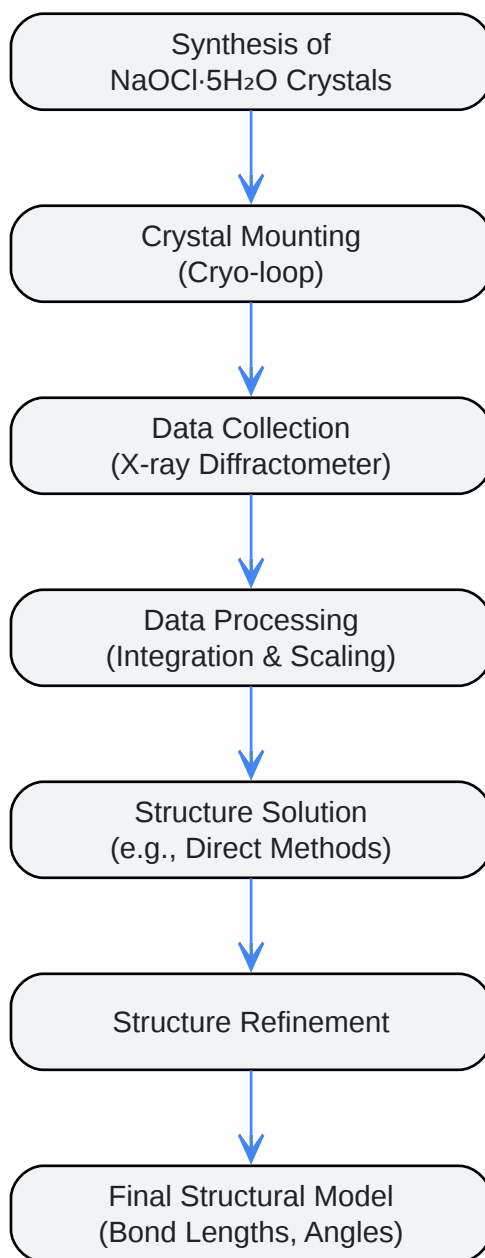 Synthesis of
NaOCl·5H₂O Crystals
Crystal Mounting
(Cryo-loop)
Data Collection
(X-ray Diffractometer)
Data Processing
(Integration & Scaling)
Structure Solution
(e.g., Direct Methods)
Structure Refinement
Final Structural Model
(Bond Lengths, Angles)